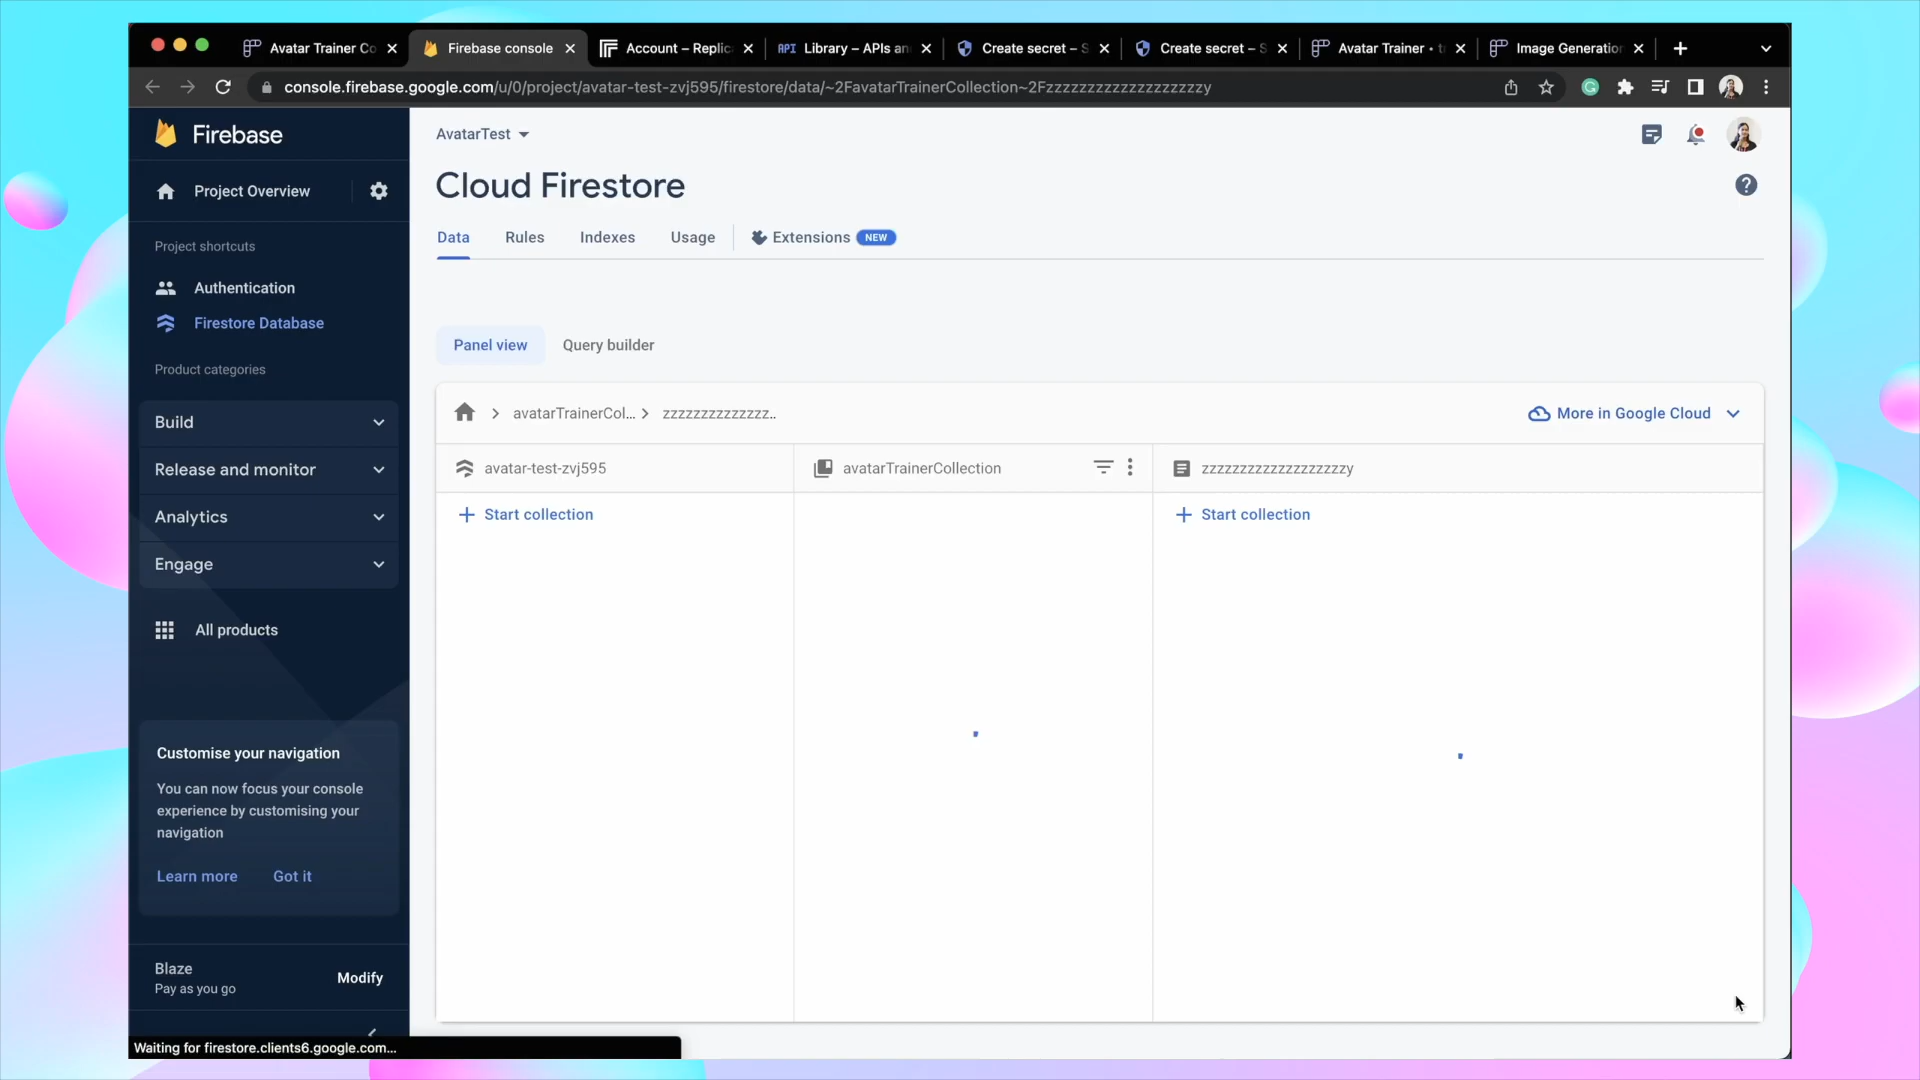 Avatar Trainer Co
Firebase console
Account – Replic
API Library – APIs an
Create secret – S
Create secret – S
Avatar Trainer • t
Image Generation
console.firebase.google.com/u/0/project/avatar-test-zvj595/firestore/data/~2FavatarTrainerCollection~2Fzzzzzzzzzzzzzzzzzzzy
Firebase
AvatarTest
Project Overview
Cloud Firestore
Data Rules Indexes Usage Extensions NEW
Project shortcuts
Authentication
Firestore Database
Product categories
Build
Release and monitor
Analytics
Engage
All products
Customise your navigation
You can now focus your console
experience by customising your
navigation
Learn more Got it
Blaze
Pay as you go
Modify
Panel view Query builder
avatarTrainerCol... zzzzzzzzzzzzzz..
More in Google Cloud
avatar-test-zvj595
avatarTrainerCollection
zzzzzzzzzzzzzzzzzzzy
Start collection
Start collection
Waiting for firestore.clients6.google.com...